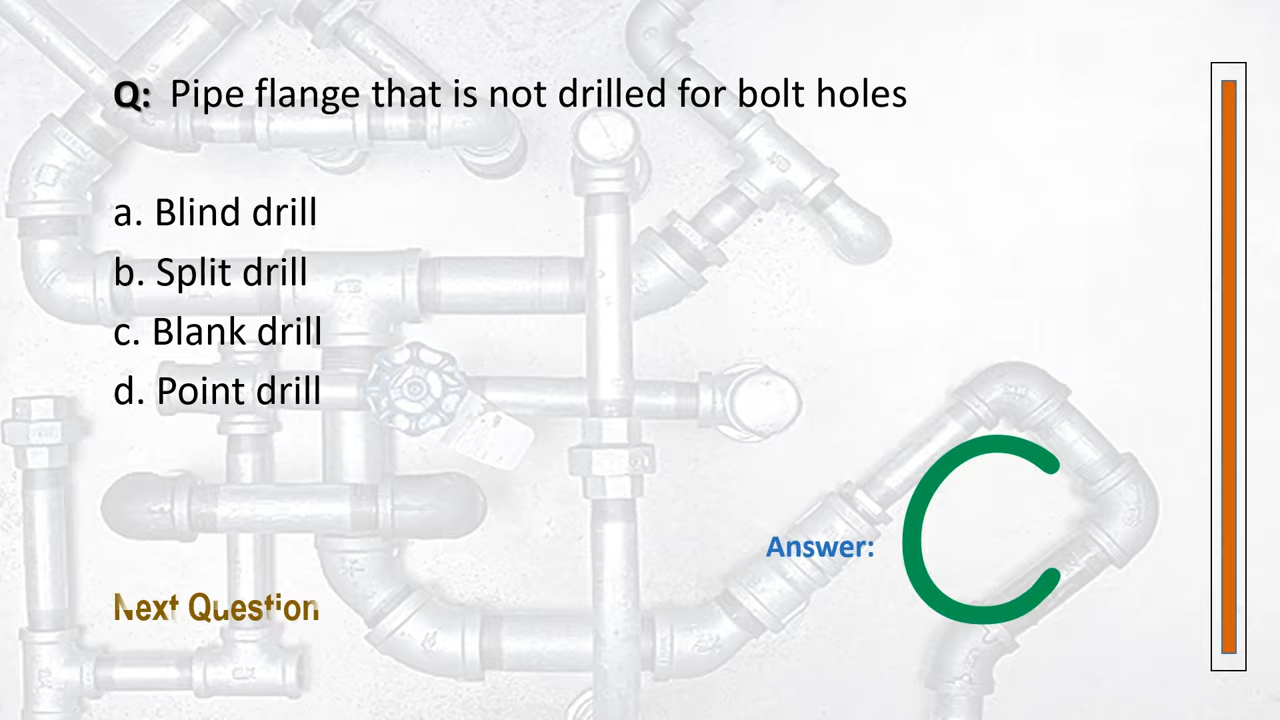 Q: Pipe flange that is not drilled for bolt holes
a. Blind drill
b. Split drill
c. Blank drill
d. Point drill
Answer: C
Next Question